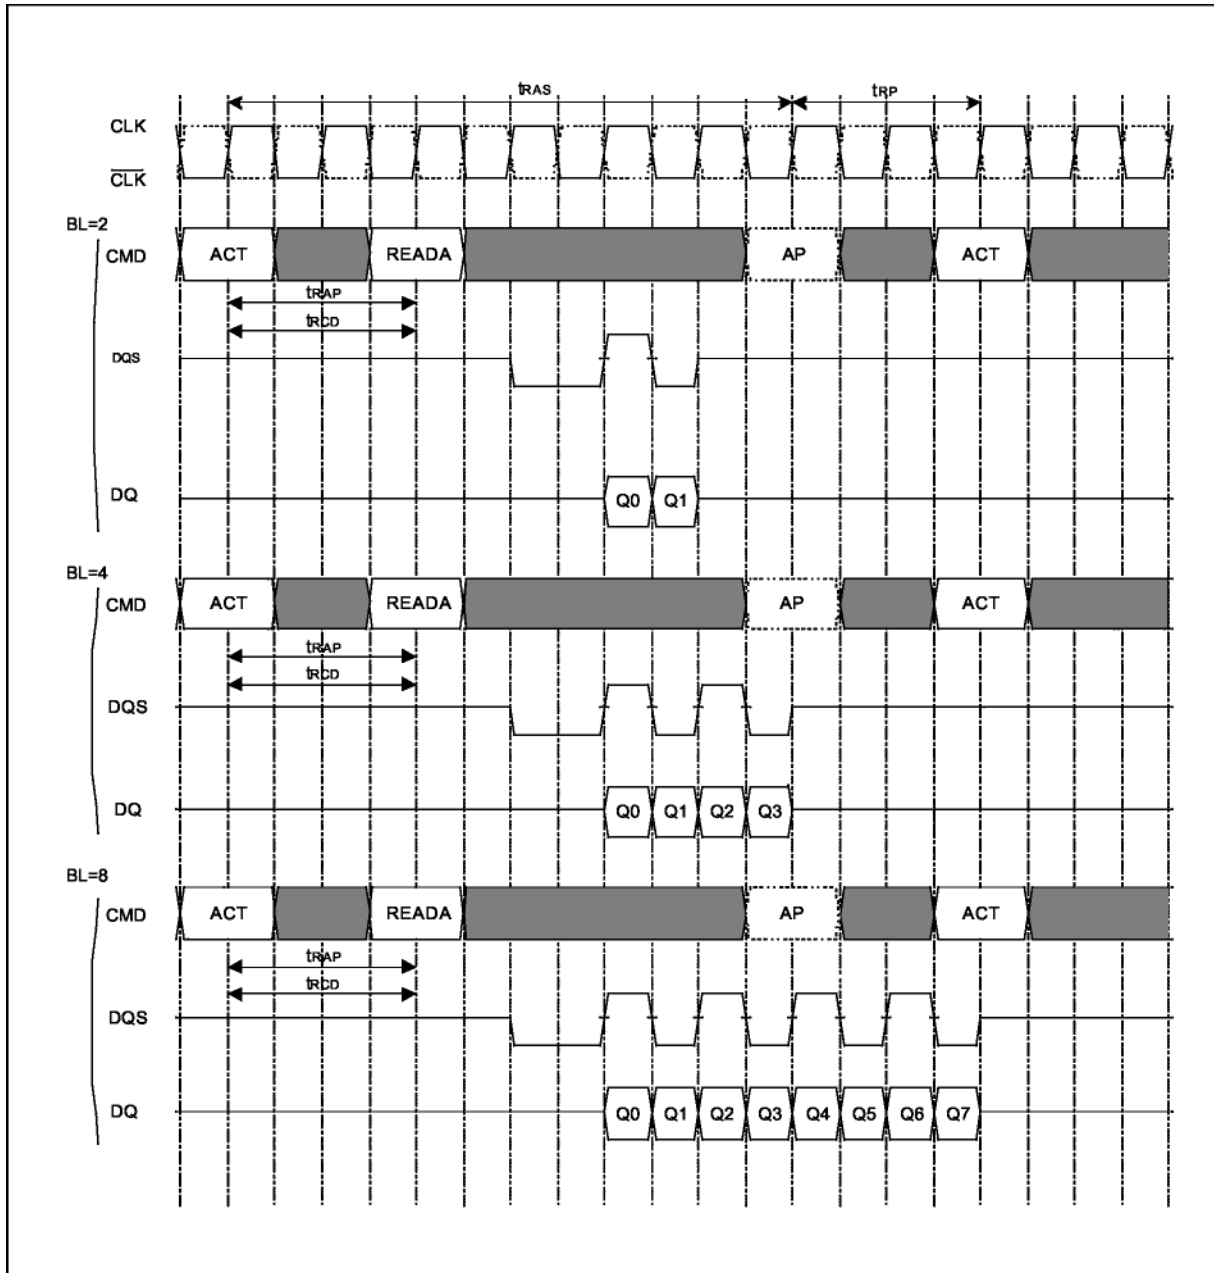 tRAS tRP
CLK
CLK
BL=2
CMD ACT READA AP ACT
tRAP
tRCD
DQS
DQ Q0 Q1
BL=4
CMD ACT READA AP ACT
tRAP
tRCD
DQS
DQ Q0 Q1 Q2 Q3
BL=8
CMD ACT READA AP ACT
tRAP
tRCD
DQS
DQ Q0 Q1 Q2 Q3 Q4 Q5 Q6 Q7